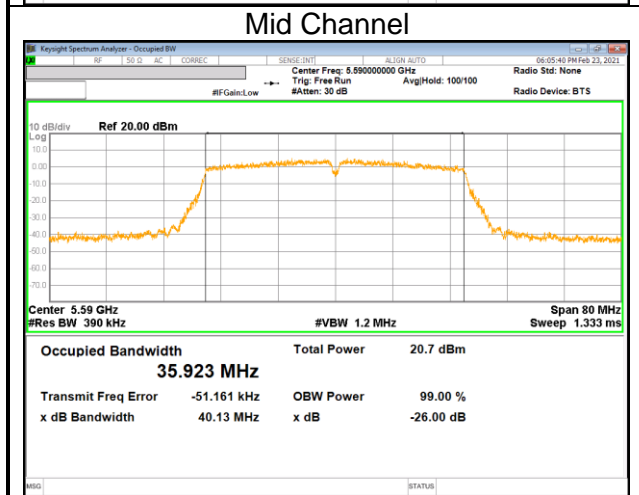 Mid Channel
Keysight Spectrum Analyzer - Occupied BW
RF 50 Ω AC CORREC SENSE:INT ALIGN AUTO 06:05:40 PM Feb 23, 2021
Center Freq: 5.590000000 GHz Radio Std: None
Trig: Free Run Avg|Hold: 100/100
#IFGain:Low #Atten: 30 dB Radio Device: BTS
10 dB/div Ref 20.00 dBm
Log
10.0
0.00
-10.0
-20.0
-30.0
-40.0
-50.0
-60.0
-70.0
Center 5.59 GHz Span 80 MHz
#Res BW 390 kHz #VBW 1.2 MHz Sweep 1.333 ms
Occupied Bandwidth Total Power 20.7 dBm
35.923 MHz
Transmit Freq Error -51.161 kHz OBW Power 99.00 %
x dB Bandwidth 40.13 MHz x dB -26.00 dB
MSG STATUS